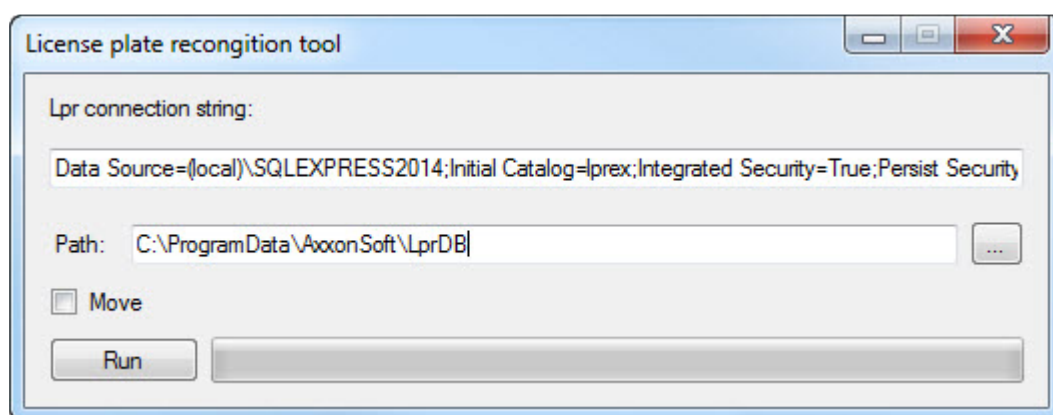 License plate recongition tool
Lpr connection string:
Data Source=(local)\SQLEXPRESS2014;Initial Catalog=lprex;Integrated Security=True;Persist Security
Path: C:\ProgramData\AxxonSoft\LprDB ...
Move
Run